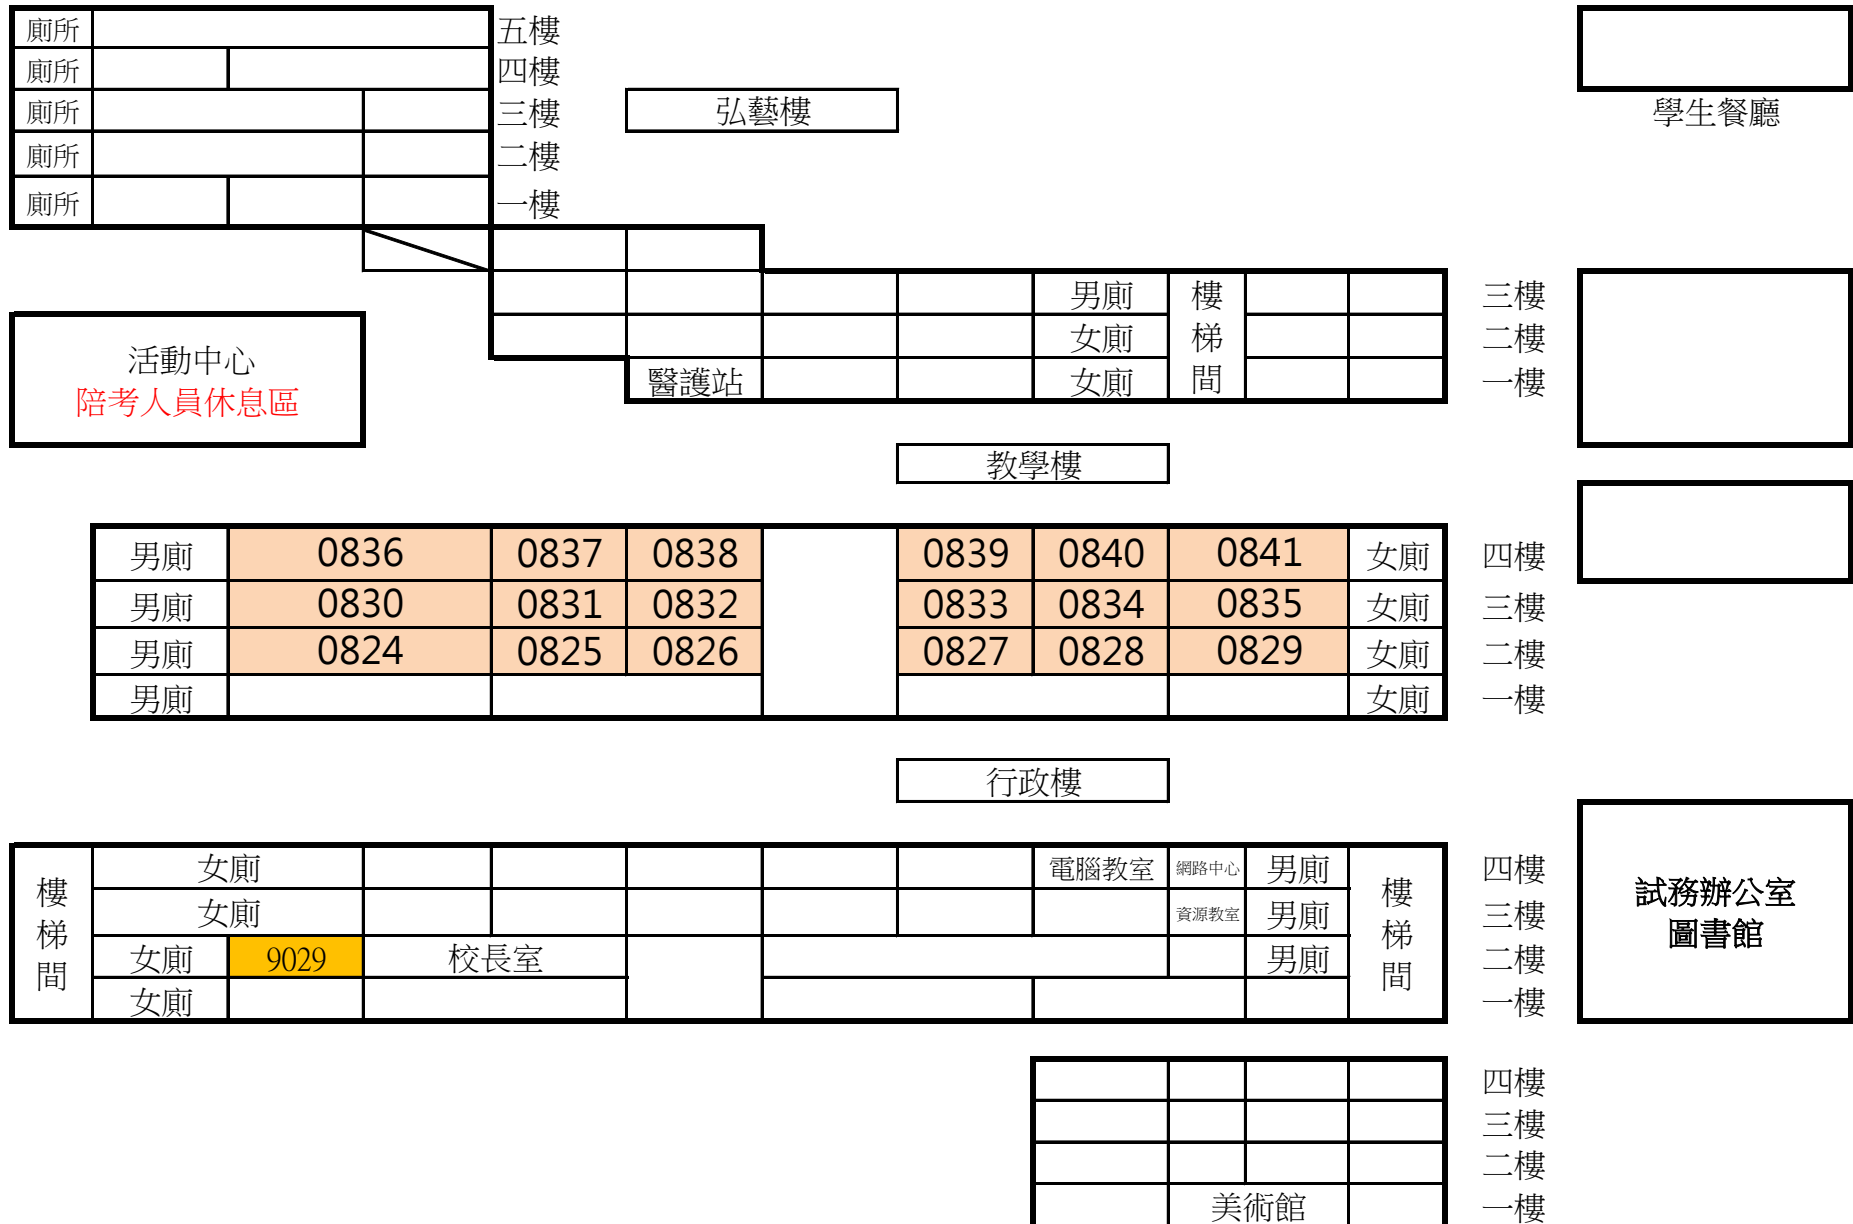 廁所 五樓
廁所 四樓
廁所 三樓 弘藝樓
學生餐廳
廁所 二樓
廁所 一樓
男廁 樓梯間 三樓
女廁 二樓
醫護站 女廁 一樓
活動中心
陪考人員休息區
教學樓
男廁 0836 0837 0838 0839 0840 0841 女廁 四樓
男廁 0830 0831 0832 0833 0834 0835 女廁 三樓
男廁 0824 0825 0826 0827 0828 0829 女廁 二樓
男廁 女廁 一樓
行政樓
樓梯間 女廁 電腦教室 網路中心 男廁 樓梯間 四樓
女廁 資源教室 男廁 三樓
女廁 9029 校長室 男廁 二樓
女廁 一樓
試務辦公室
圖書館
四樓
三樓
二樓
美術館 一樓